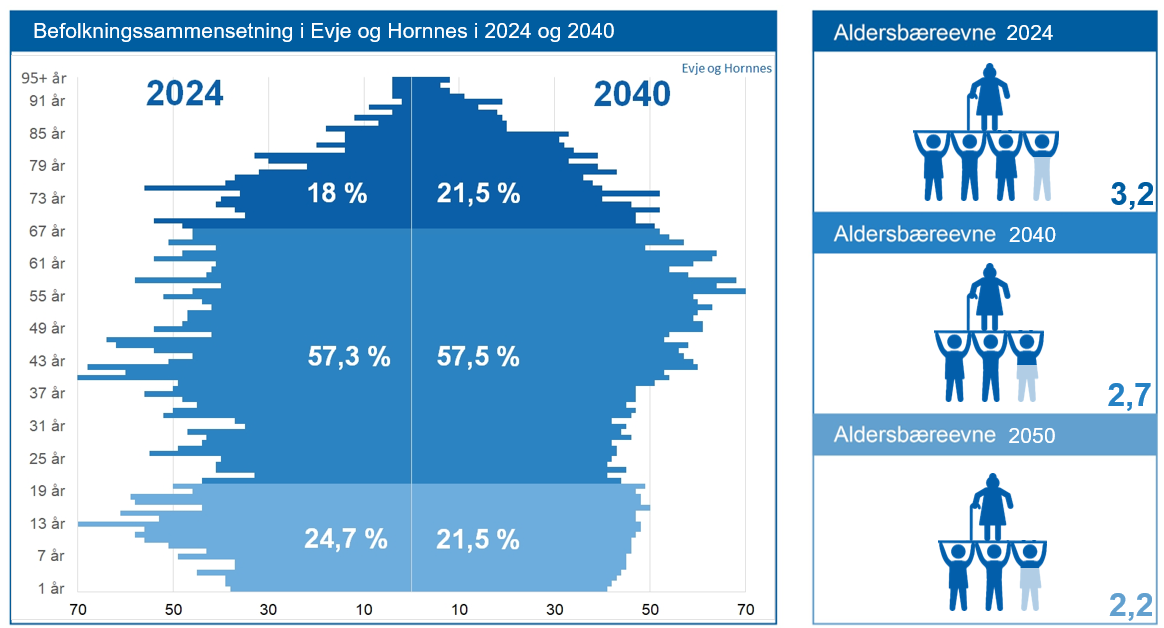 Befolkningssammensetning i Evje og Hornnes i 2024 og 2040
Evje og Hornnes
2024
2040
95+ år
91 år
85 år
79 år
73 år
67 år
61 år
55 år
49 år
43 år
37 år
31 år
25 år
19 år
13 år
7 år
1 år
18 %
21,5 %
57,3 %
57,5 %
24,7 %
21,5 %
70
50
30
10
10
30
50
70
Aldersbæreevne 2024
3,2
Aldersbæreevne 2040
2,7
Aldersbæreevne 2050
2,2